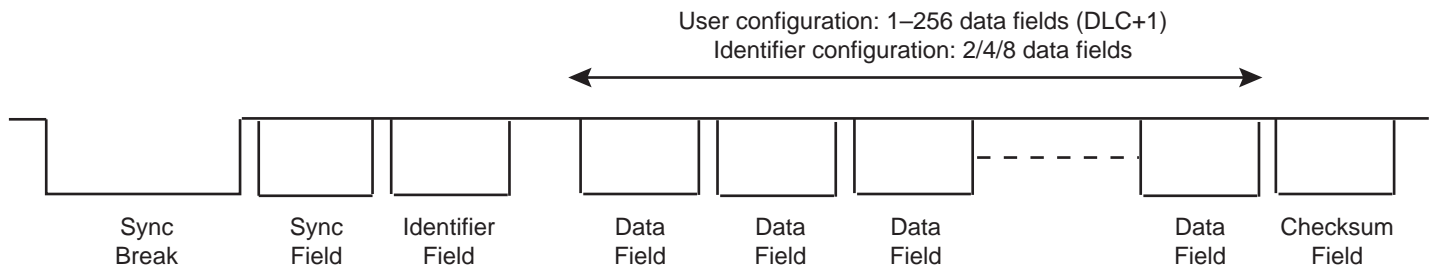 User configuration: 1–256 data fields (DLC+1)
Identifier configuration: 2/4/8 data fields
Sync
Break
Sync
Field
Identifier
Field
Data
Field
Data
Field
Data
Field
Data
Field
Checksum
Field